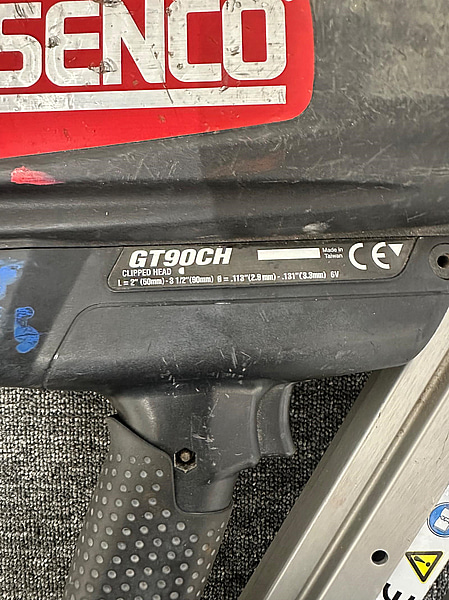 SENCO
GT90CH
Made in
Taiwan
CE
CLIPPED HEAD
L = 2" (50mm) - 3 1/2"(90mm) θ = .113"(2.9mm) - .131"(3.3mm) 6V
CE